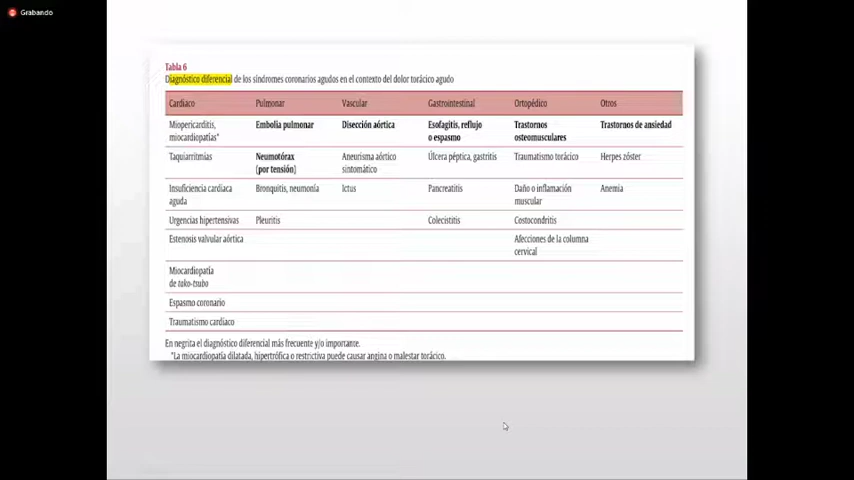 Grabando
Tabla 6
Diagnóstico diferencial de los síndromes coronarios agudos en el contexto del dolor torácico agudo
Cardiaco Pulmonar Vascular Gastrointestinal Ortopédico Otros
Miopericarditis, Embolia pulmonar Disección aórtica Esofagitis, reflujo Trastornos Trastornos de ansiedad
miocardiopatías* o espasmo osteomusculares
Taquiarritmias Neumotórax Aneurisma aórtico Úlcera péptica, gastritis Traumatismo torácico Herpes zóster
(por tensión) sintomático
Insuficiencia cardiaca Bronquitis, neumonía Ictus Pancreatitis Daño o inflamación Anemia
aguda muscular
Urgencias hipertensivas Pleuritis Colecistitis Costocondritis
Estenosis valvular aórtica Afecciones de la columna
cervical
Miocardiopatía
de tako-tsubo
Espasmo coronario
Traumatismo cardiaco
En negrita el diagnóstico diferencial más frecuente y/o importante.
*La miocardiopatía dilatada, hipertrófica o restrictiva puede causar angina o malestar torácico.